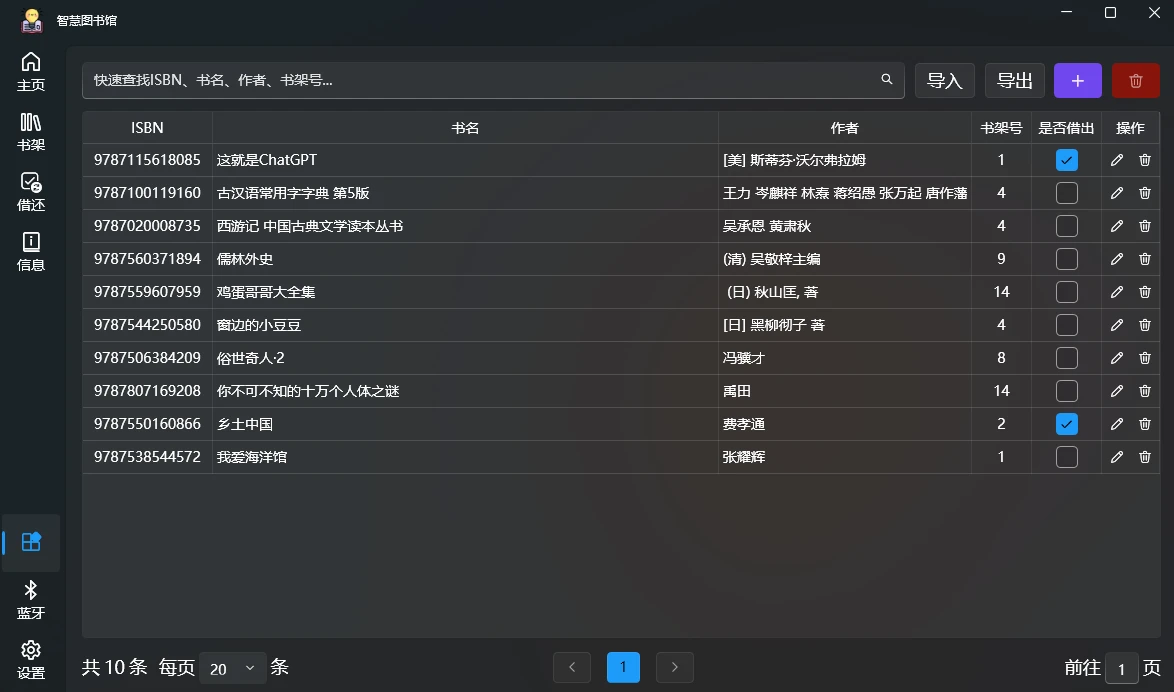 智慧图书馆
主页
书架
借还
信息
蓝牙
设置
快速查找ISBN、书名、作者、书架号...
导入 导出 +
ISBN 书名 作者 书架号 是否借出 操作
9787115618085 这就是ChatGPT [美] 斯蒂芬·沃尔弗拉姆 1
9787100119160 古汉语常用字字典 第5版 王力 岑麒祥 林焘 蒋绍愚 张万起 唐作藩 4
9787020008735 西游记 中国古典文学读本丛书 吴承恩 黄肃秋 4
9787560371894 儒林外史 (清) 吴敬梓主编 9
9787559607959 鸡蛋哥哥大全集 (日) 秋山匡, 著 14
9787544250580 窗边的小豆豆 [日] 黑柳彻子 著 4
9787506384209 俗世奇人·2 冯骥才 8
9787807169208 你不可不知的十万个人体之谜 禹田 14
9787550160866 乡土中国 费孝通 2
9787538544572 我爱海洋馆 张耀辉 1
共 10 条 每页 20 条 < 1 > 前往 1 页